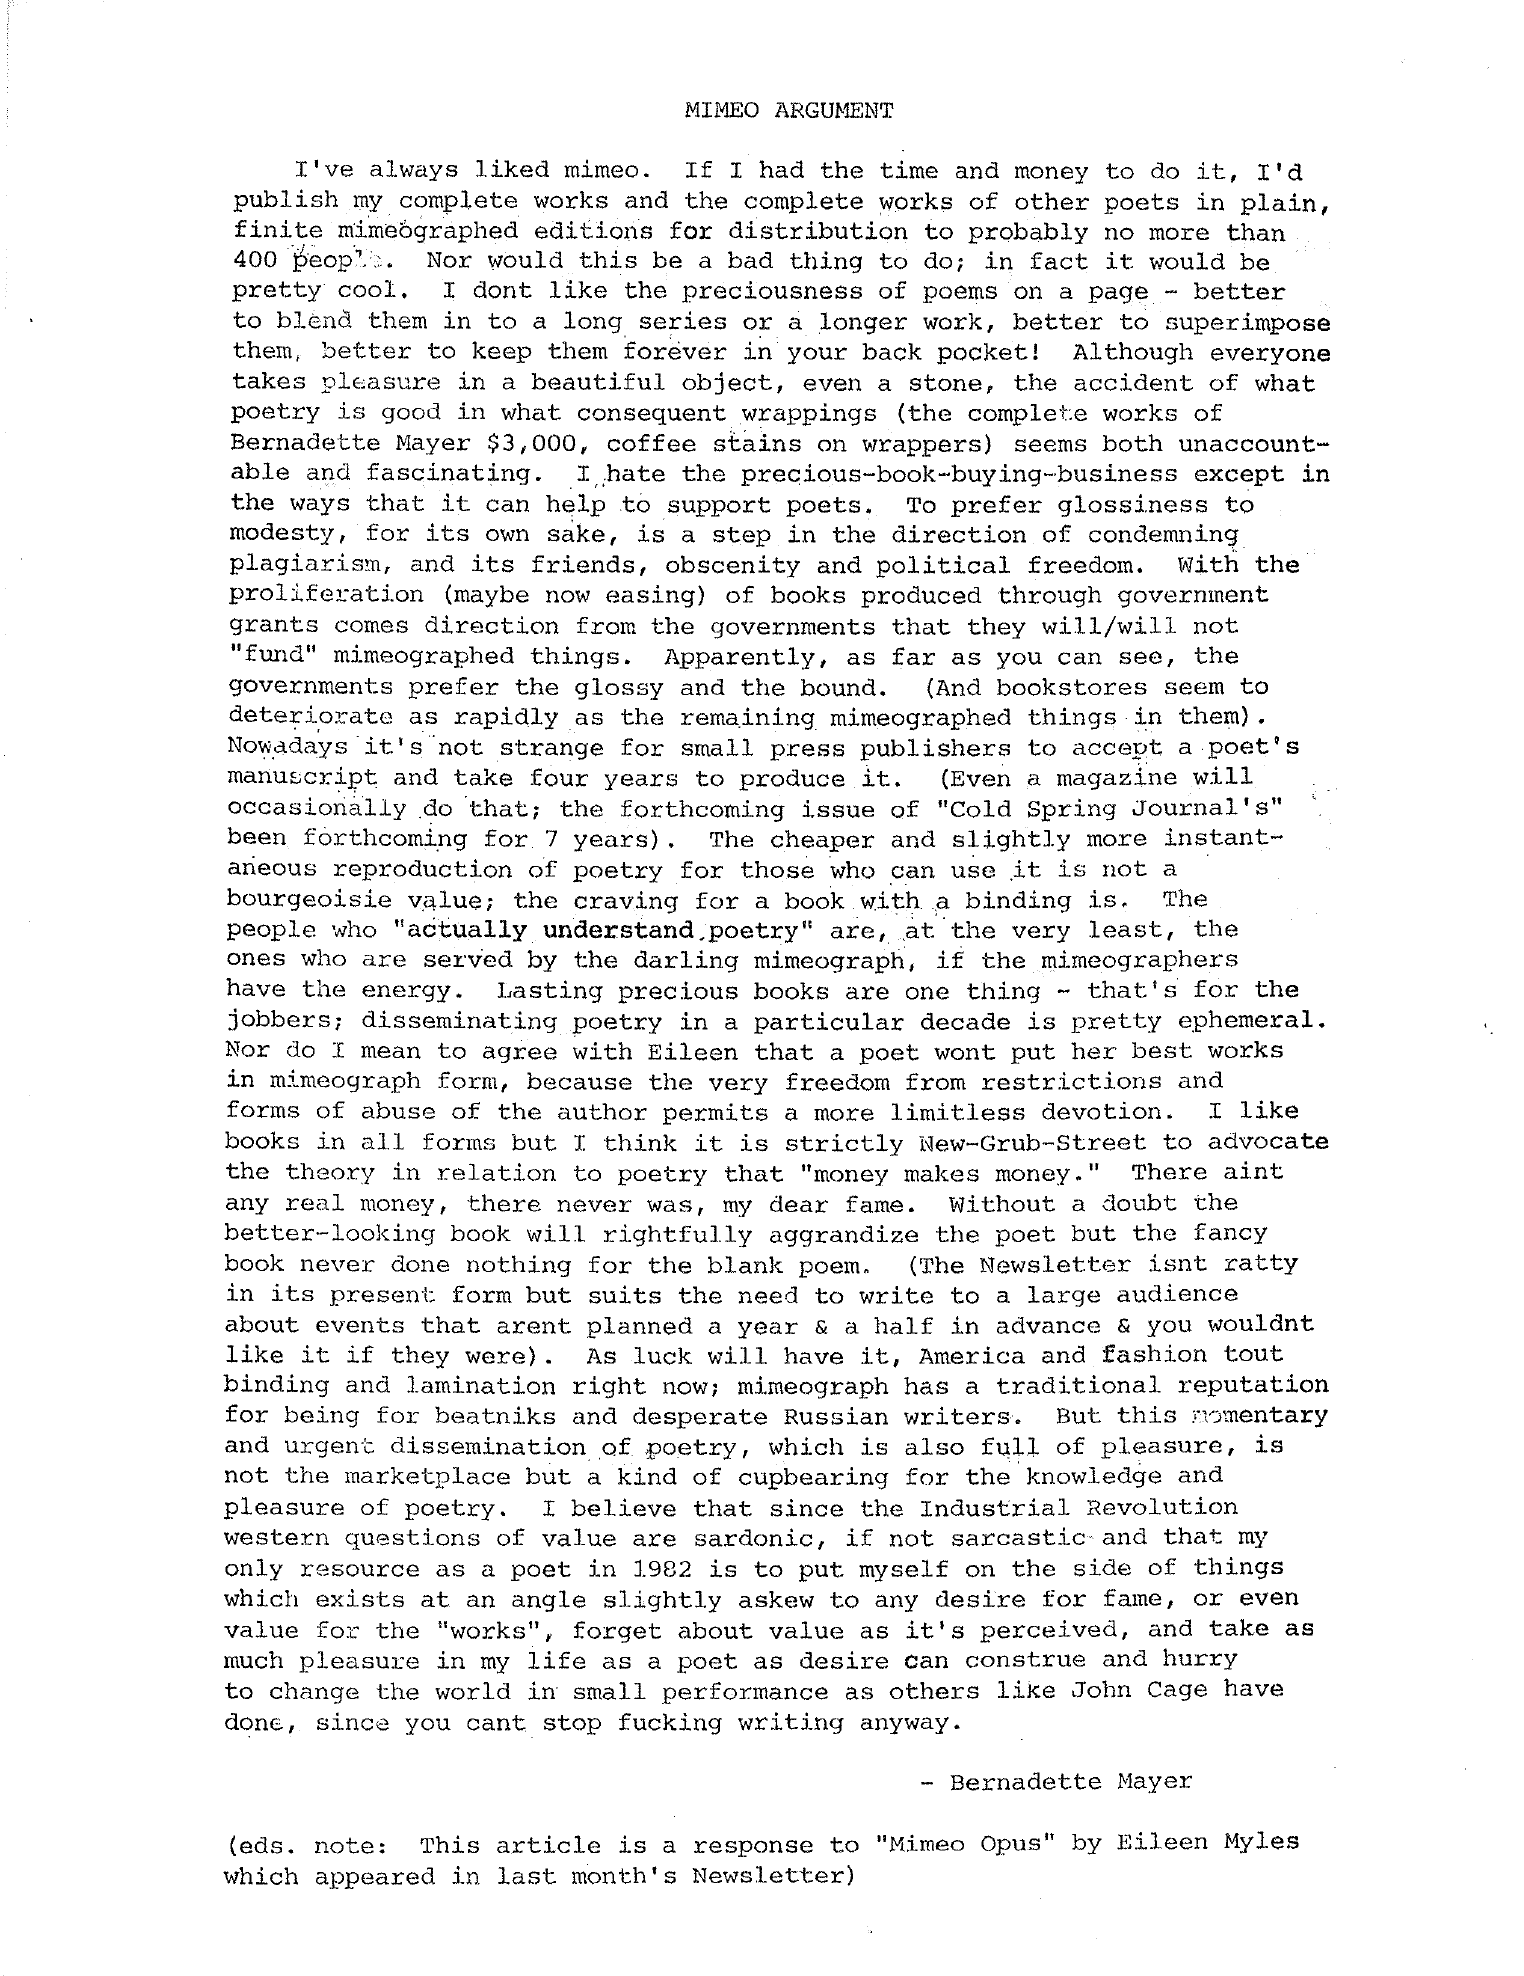 MIMEO ARGUMENT
I've always liked mimeo. If I had the time and money to do it, I'd
publish my complete works and the complete works of other poets in plain,
finite mimeographed editions for distribution to probably no more than
400 people. Nor would this be a bad thing to do; in fact it would be
pretty cool. I dont like the preciousness of poems on a page - better
to blend them in to a long series or a longer work, better to superimpose
them, better to keep them forever in your back pocket! Although everyone
takes pleasure in a beautiful object, even a stone, the accident of what
poetry is good in what consequent wrappings (the complete works of
Bernadette Mayer $3,000, coffee stains on wrappers) seems both unaccount-
able and fascinating. I hate the precious-book-buying-business except in
the ways that it can help to support poets. To prefer glossiness to
modesty, for its own sake, is a step in the direction of condemning
plagiarism, and its friends, obscenity and political freedom. With the
proliferation (maybe now easing) of books produced through government
grants comes direction from the governments that they will/will not
"fund" mimeographed things. Apparently, as far as you can see, the
governments prefer the glossy and the bound. (And bookstores seem to
deteriorate as rapidly as the remaining mimeographed things in them).
Nowadays it's not strange for small press publishers to accept a poet's
manuscript and take four years to produce it. (Even a magazine will
occasionally do that; the forthcoming issue of "Cold Spring Journal's"
been forthcoming for 7 years). The cheaper and slightly more instant-
aneous reproduction of poetry for those who can use it is not a
bourgeoisie value; the craving for a book with a binding is. The
people who "actually understand poetry" are, at the very least, the
ones who are served by the darling mimeograph, if the mimeographers
have the energy. Lasting precious books are one thing - that's for the
jobbers; disseminating poetry in a particular decade is pretty ephemeral.
Nor do I mean to agree with Eileen that a poet wont put her best works
in mimeograph form, because the very freedom from restrictions and
forms of abuse of the author permits a more limitless devotion. I like
books in all forms but I think it is strictly New-Grub-Street to advocate
the theory in relation to poetry that "money makes money." There aint
any real money, there never was, my dear fame. Without a doubt the
better-looking book will rightfully aggrandize the poet but the fancy
book never done nothing for the blank poem. (The Newsletter isnt ratty
in its present form but suits the need to write to a large audience
about events that arent planned a year & a half in advance & you wouldnt
like it if they were). As luck will have it, America and fashion tout
binding and lamination right now; mimeograph has a traditional reputation
for being for beatniks and desperate Russian writers. But this momentary
and urgent dissemination of poetry, which is also full of pleasure, is
not the marketplace but a kind of cupbearing for the knowledge and
pleasure of poetry. I believe that since the Industrial Revolution
western questions of value are sardonic, if not sarcastic and that my
only resource as a poet in 1982 is to put myself on the side of things
which exists at an angle slightly askew to any desire for fame, or even
value for the "works", forget about value as it's perceived, and take as
much pleasure in my life as a poet as desire can construe and hurry
to change the world in small performance as others like John Cage have
done, since you cant stop fucking writing anyway.
- Bernadette Mayer
(eds. note: This article is a response to "Mimeo Opus" by Eileen Myles
which appeared in last month's Newsletter)